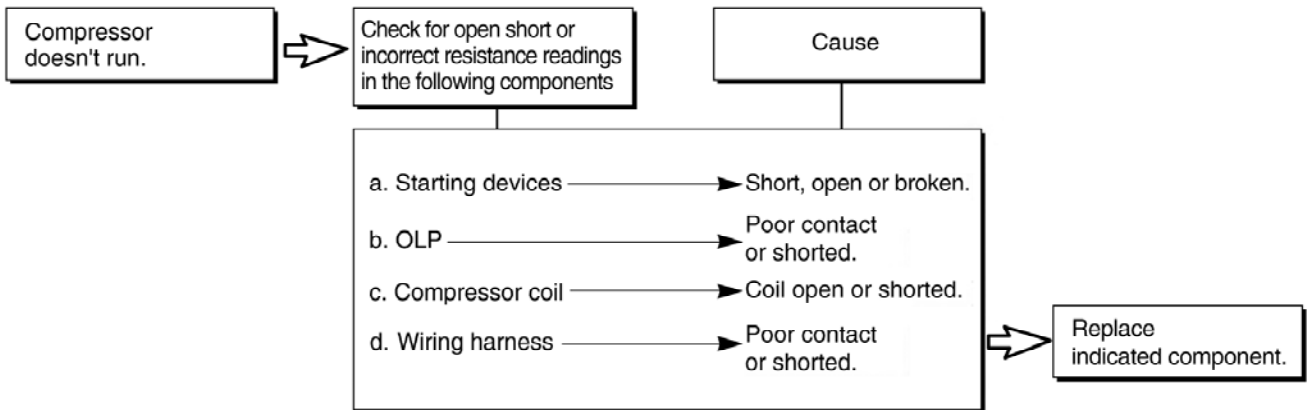 Compressor
doesn't run.
Check for open short or
incorrect resistance readings
in the following components
Cause
a. Starting devices
Short, open or broken.
b. OLP
Poor contact
or shorted.
c. Compressor coil
Coil open or shorted.
d. Wiring harness
Poor contact
or shorted.
Replace
indicated component.